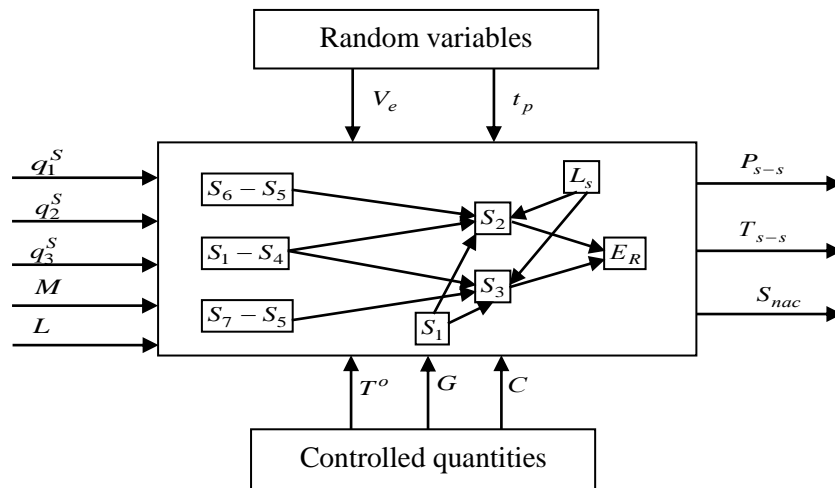 Random variables
V_e t_p
q_1^S
q_2^S
q_3^S
M
L
S_6 − S_5
S_1 − S_4
S_7 − S_5
L_s
S_2
S_3
S_1
E_R
P_{s−s}
T_{s−s}
S_{nac}
T^o G C
Controlled quantities